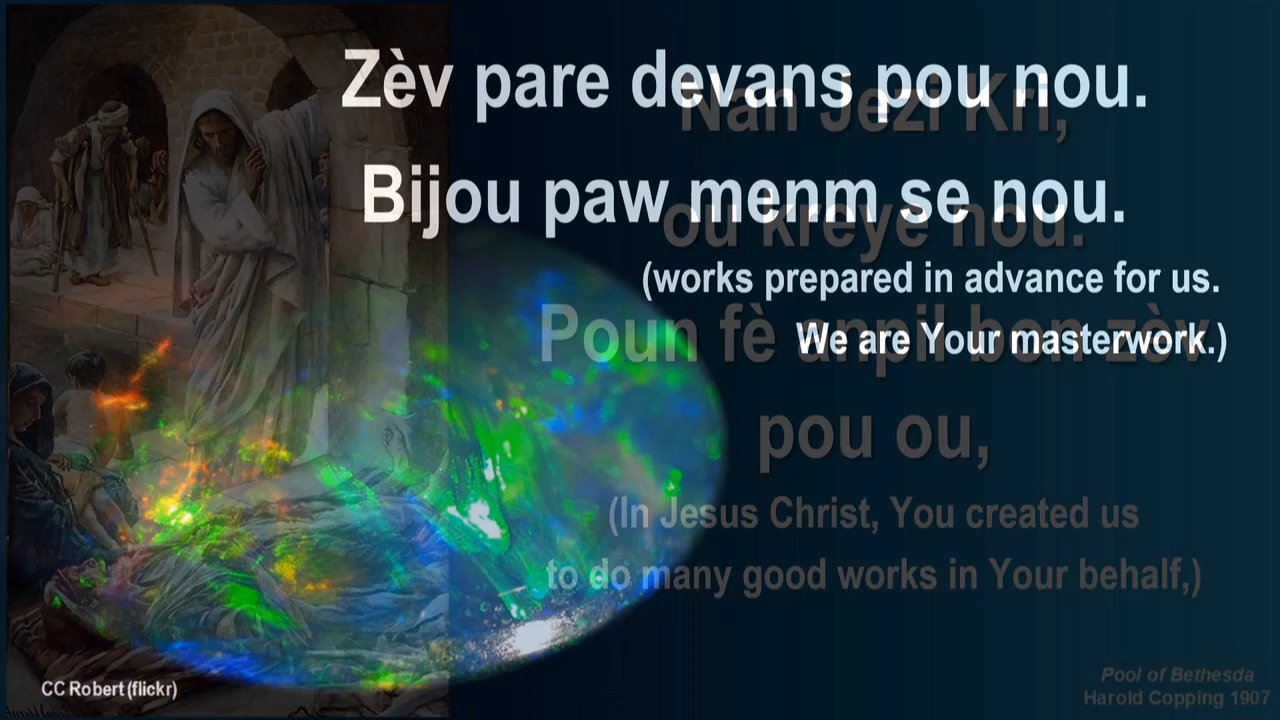 Zèv pare devans pou nou.
Nan Jezi Kri,
Bijou paw menm se nou.
ou kreye nou.
(works prepared in advance for us.
Poun fè anpil bon zèv
We are Your masterwork.)
pou ou,
(In Jesus Christ, You created us
to do many good works in Your behalf,)
Pool of Bethesda
CC Robert (flickr)
Harold Copping 1907